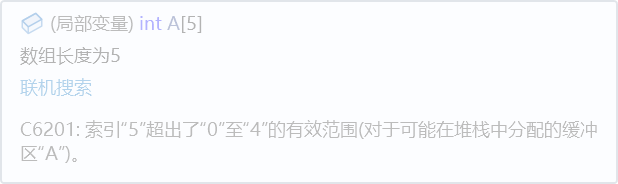 (局部变量) int A[5]
数组长度为5
联机搜索
C6201: 索引“5”超出了“0”至“4”的有效范围(对于可能在堆栈中分配的缓冲
区“A”)。